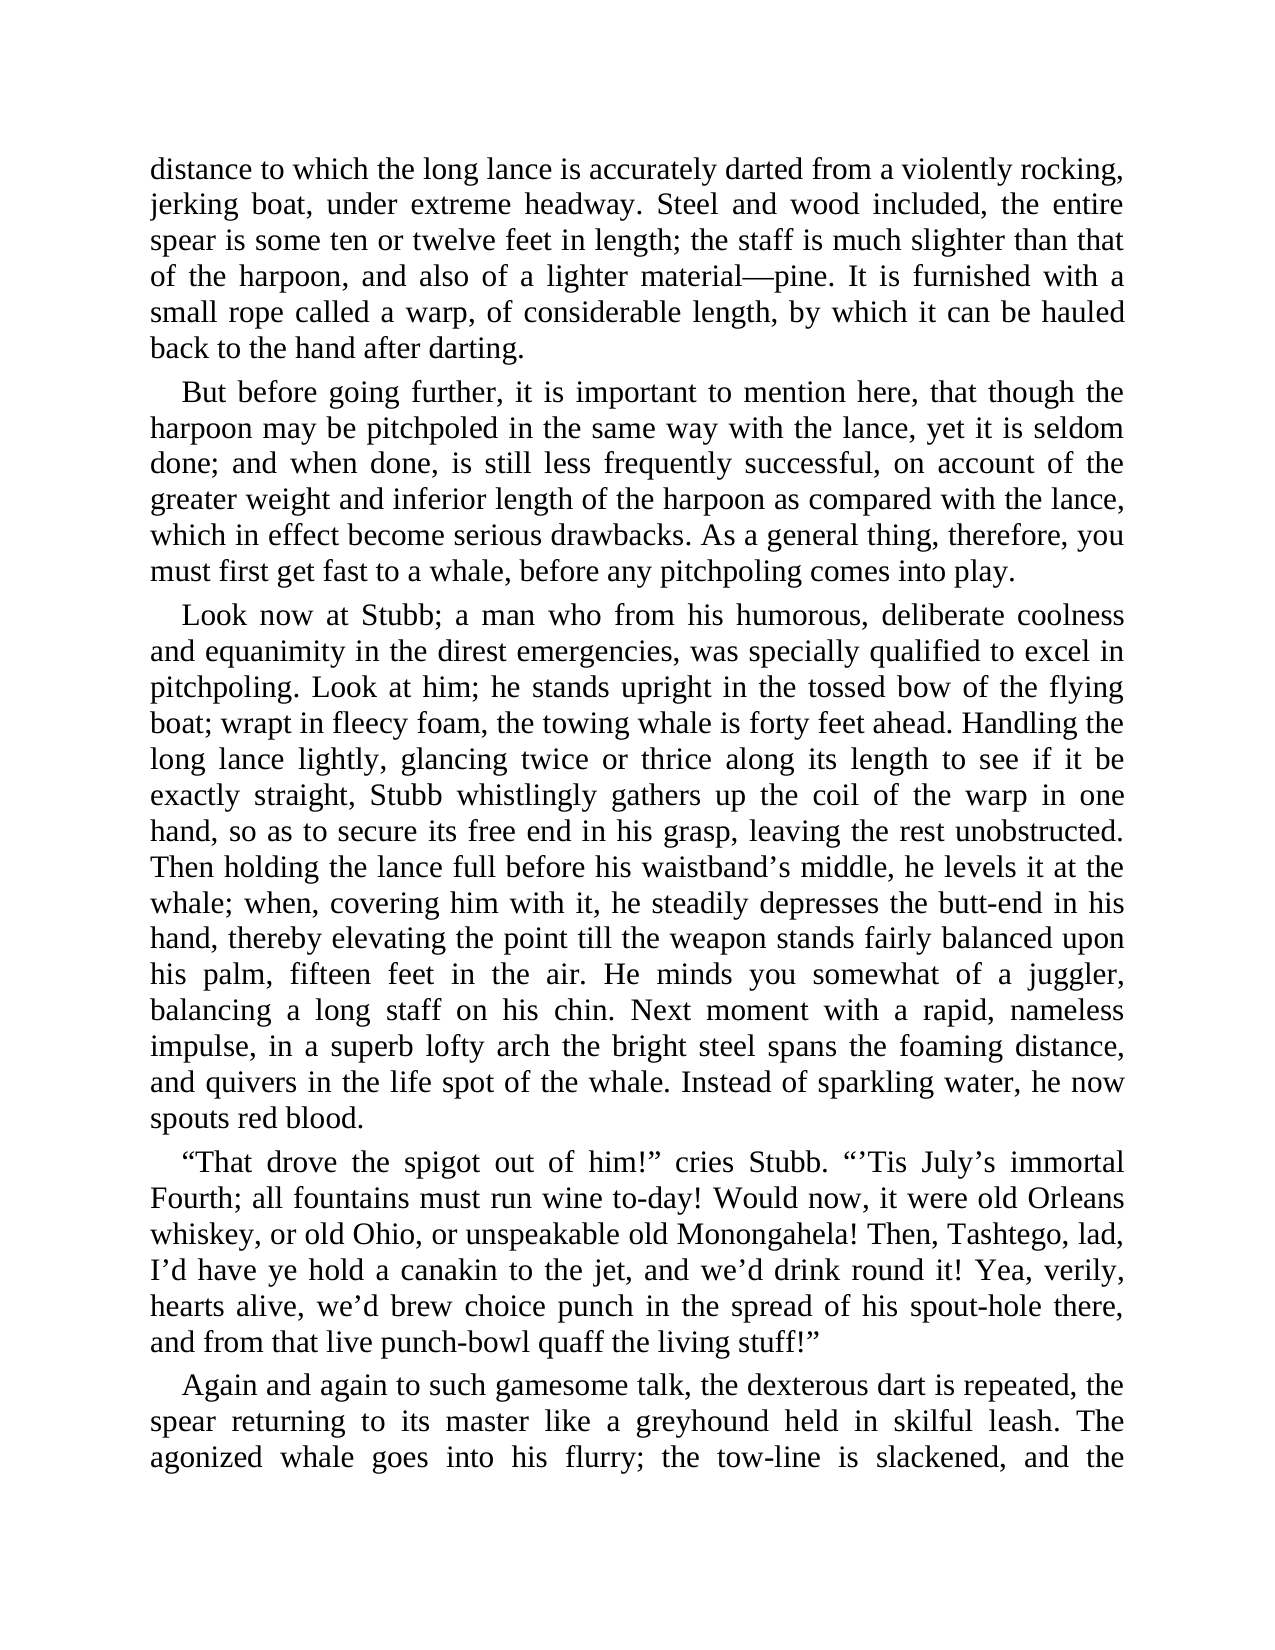 distance to which the long lance is accurately darted from a violently rocking,
jerking boat, under extreme headway. Steel and wood included, the entire
spear is some ten or twelve feet in length; the staff is much slighter than that
of the harpoon, and also of a lighter material—pine. It is furnished with a
small rope called a warp, of considerable length, by which it can be hauled
back to the hand after darting.
But before going further, it is important to mention here, that though the
harpoon may be pitchpoled in the same way with the lance, yet it is seldom
done; and when done, is still less frequently successful, on account of the
greater weight and inferior length of the harpoon as compared with the lance,
which in effect become serious drawbacks. As a general thing, therefore, you
must first get fast to a whale, before any pitchpoling comes into play.
Look now at Stubb; a man who from his humorous, deliberate coolness
and equanimity in the direst emergencies, was specially qualified to excel in
pitchpoling. Look at him; he stands upright in the tossed bow of the flying
boat; wrapt in fleecy foam, the towing whale is forty feet ahead. Handling the
long lance lightly, glancing twice or thrice along its length to see if it be
exactly straight, Stubb whistlingly gathers up the coil of the warp in one
hand, so as to secure its free end in his grasp, leaving the rest unobstructed.
Then holding the lance full before his waistband’s middle, he levels it at the
whale; when, covering him with it, he steadily depresses the butt-end in his
hand, thereby elevating the point till the weapon stands fairly balanced upon
his palm, fifteen feet in the air. He minds you somewhat of a juggler,
balancing a long staff on his chin. Next moment with a rapid, nameless
impulse, in a superb lofty arch the bright steel spans the foaming distance,
and quivers in the life spot of the whale. Instead of sparkling water, he now
spouts red blood.
“That drove the spigot out of him!” cries Stubb. “’Tis July’s immortal
Fourth; all fountains must run wine to-day! Would now, it were old Orleans
whiskey, or old Ohio, or unspeakable old Monongahela! Then, Tashtego, lad,
I’d have ye hold a canakin to the jet, and we’d drink round it! Yea, verily,
hearts alive, we’d brew choice punch in the spread of his spout-hole there,
and from that live punch-bowl quaff the living stuff!”
Again and again to such gamesome talk, the dexterous dart is repeated, the
spear returning to its master like a greyhound held in skilful leash. The
agonized whale goes into his flurry; the tow-line is slackened, and the